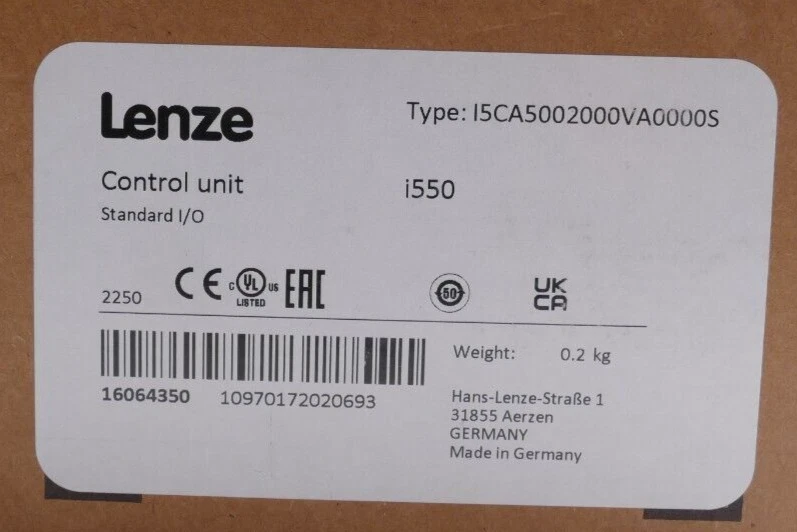 Lenze
Type: I5CA5002000VA0000S
Control unit
i550
Standard I/O
2250
CE
C UL US
LISTED
EAC
50
UK
CA
Weight: 0.2 kg
16064350 10970172020693
Hans-Lenze-Straße 1
31855 Aerzen
GERMANY
Made in Germany